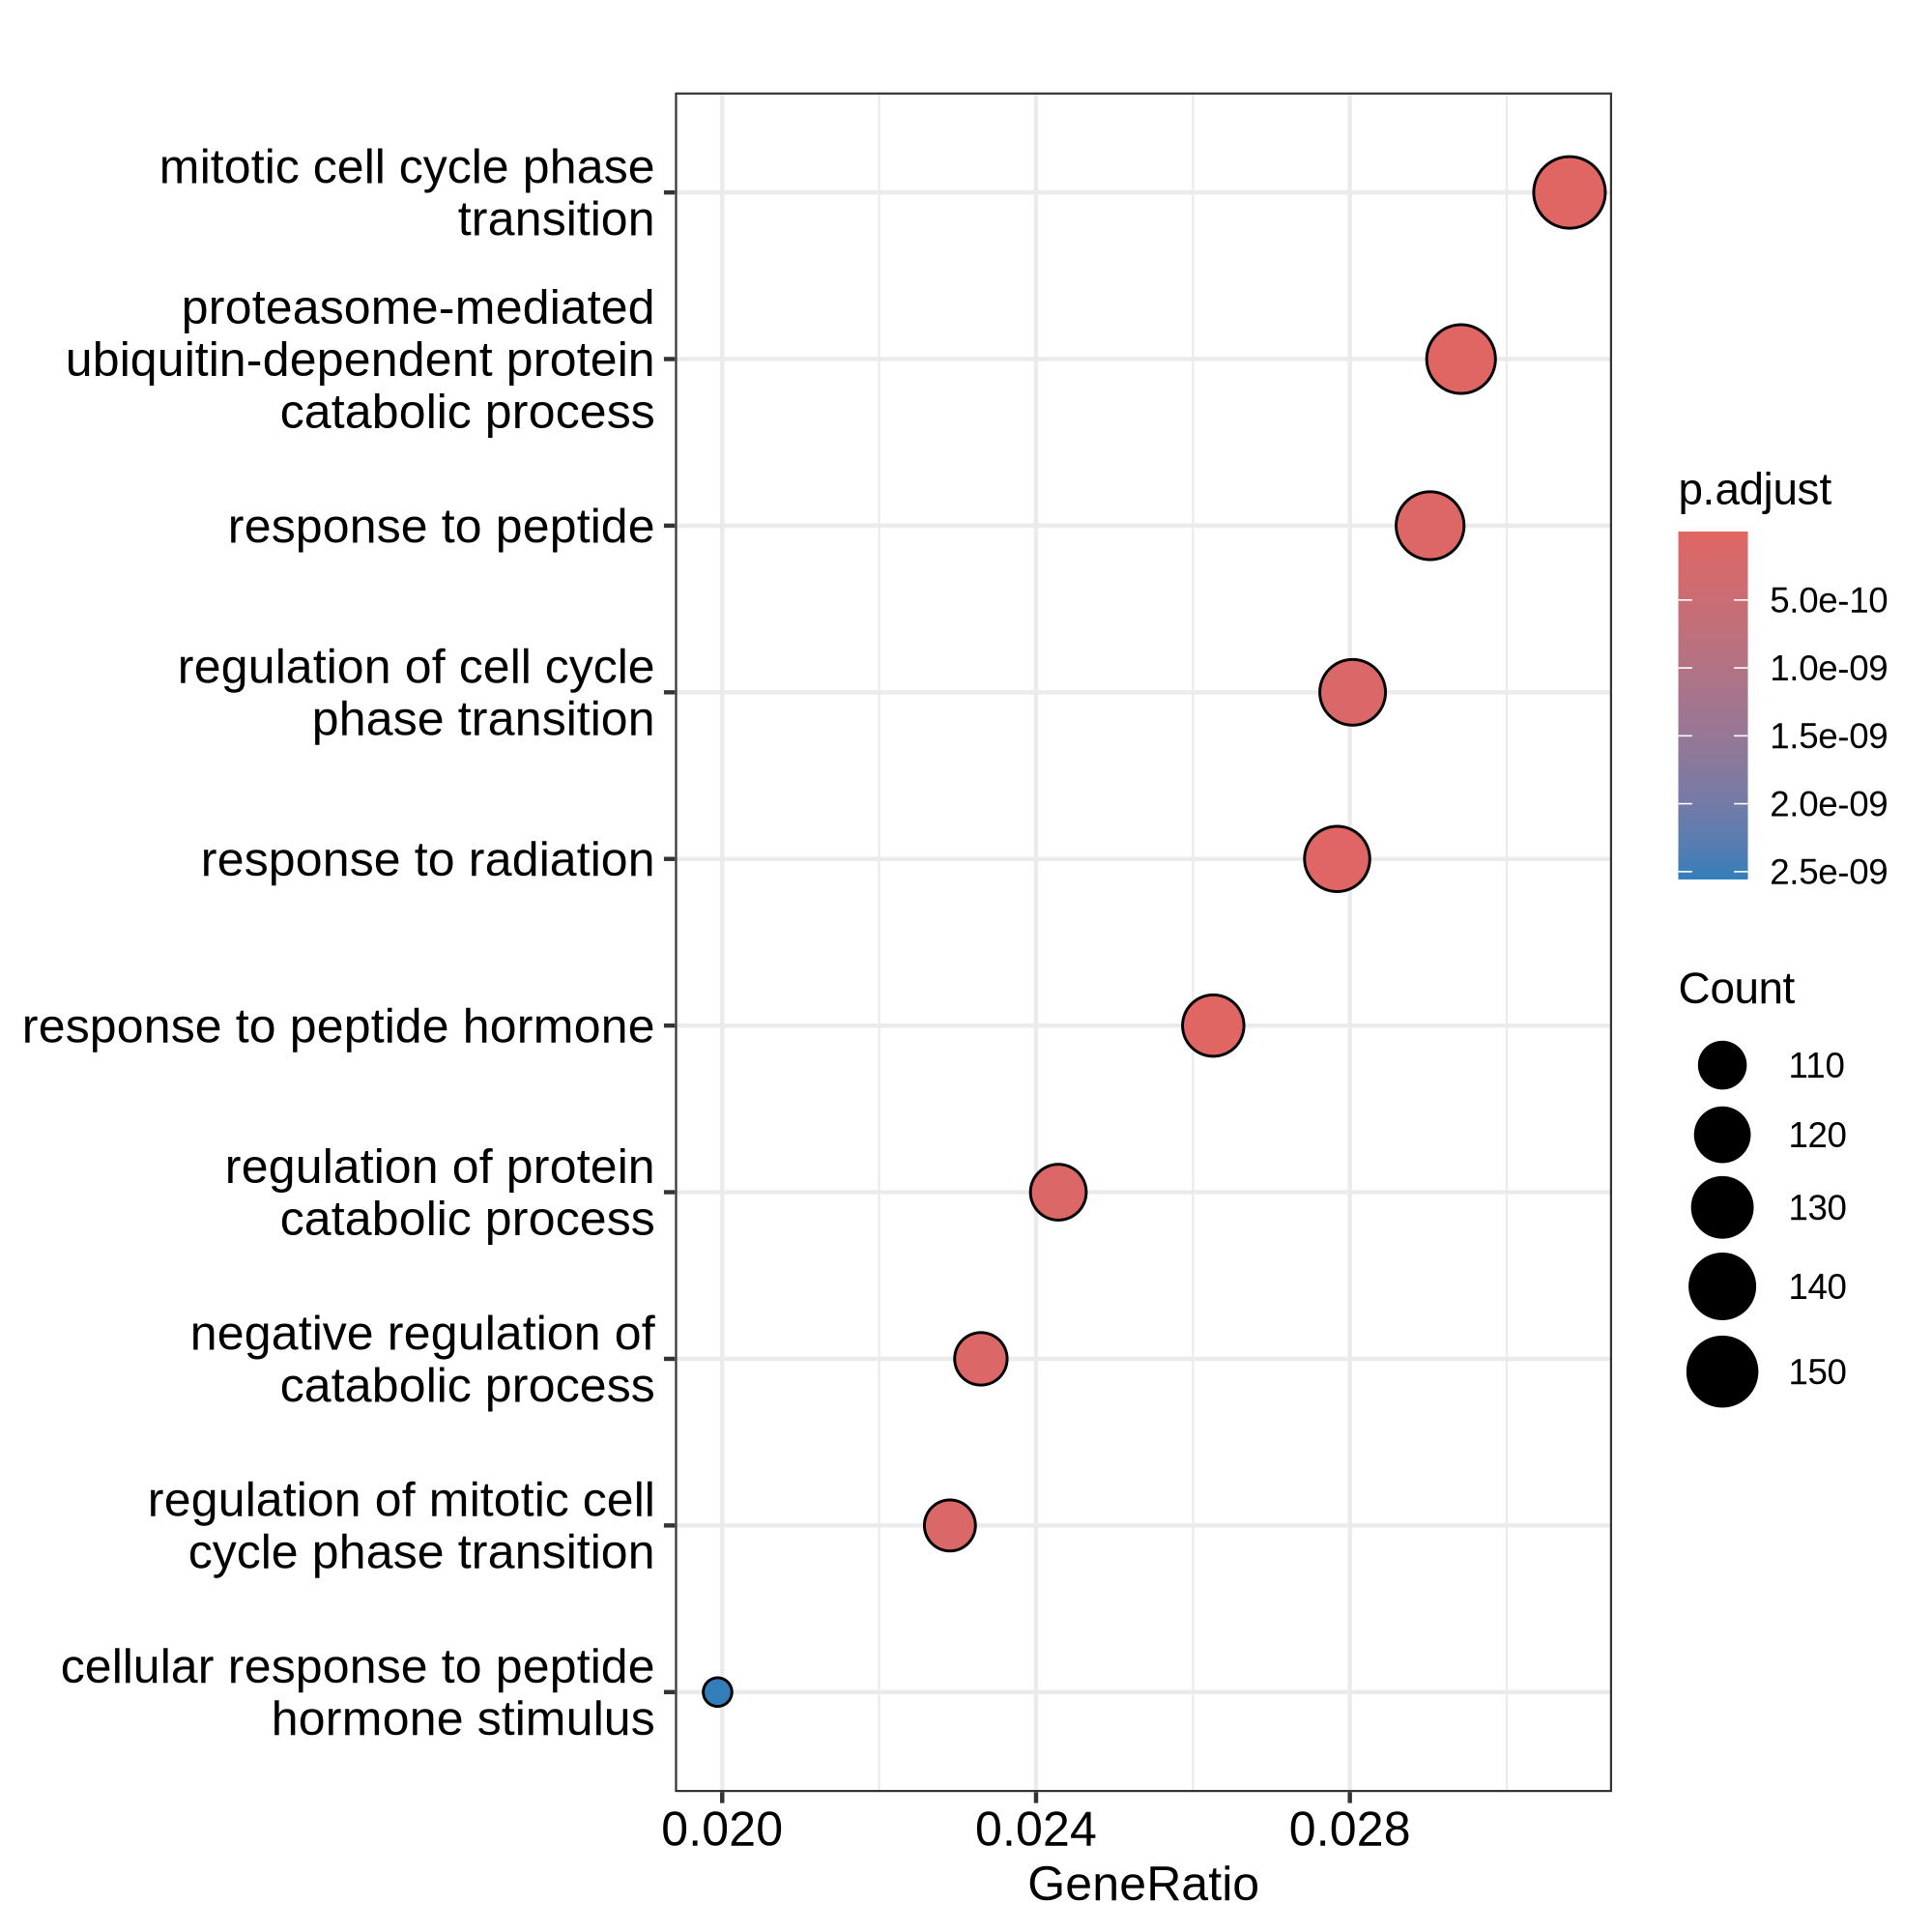 mitotic cell cycle phase
transition
proteasome-mediated
ubiquitin-dependent protein
catabolic process
response to peptide
regulation of cell cycle
phase transition
response to radiation
response to peptide hormone
regulation of protein
catabolic process
negative regulation of
catabolic process
regulation of mitotic cell
cycle phase transition
cellular response to peptide
hormone stimulus
0.020 0.024 0.028
GeneRatio
p.adjust
5.0e-10
1.0e-09
1.5e-09
2.0e-09
2.5e-09
Count
110
120
130
140
150